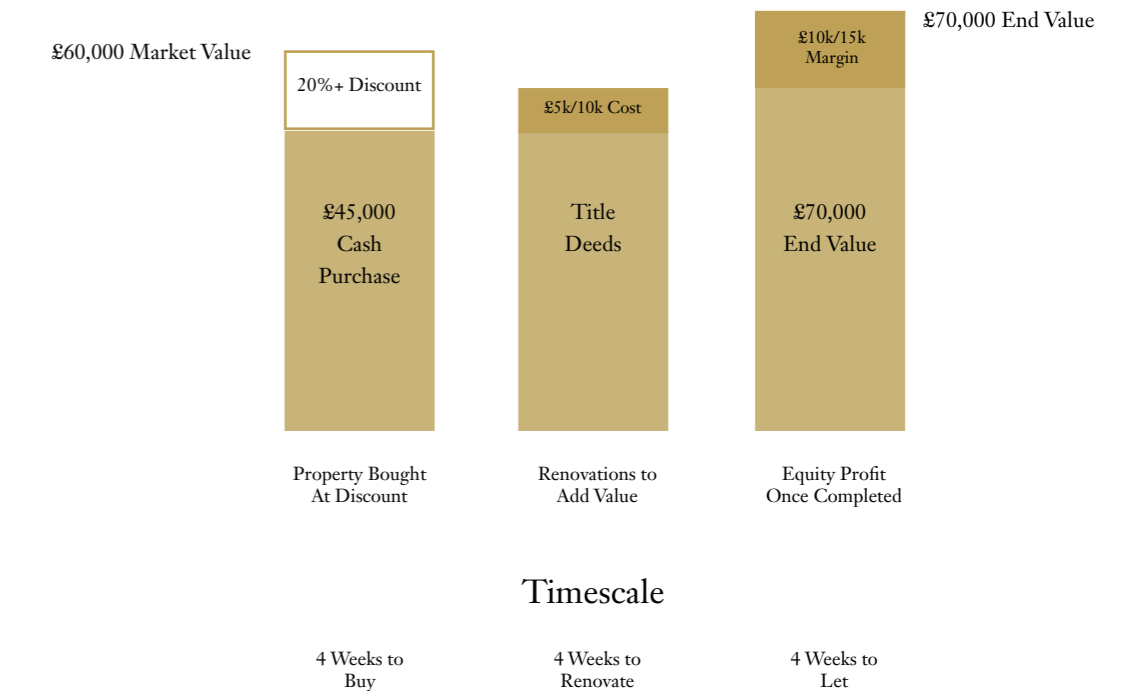 £60,000 Market Value
20%+ Discount
£45,000
Cash
Purchase
Property Bought
At Discount
£5k/10k Cost
Title
Deeds
Renovations to
Add Value
£70,000 End Value
£10k/15k
Margin
£70,000
End Value
Equity Profit
Once Completed
Timescale
4 Weeks to
Buy
4 Weeks to
Renovate
4 Weeks to
Let